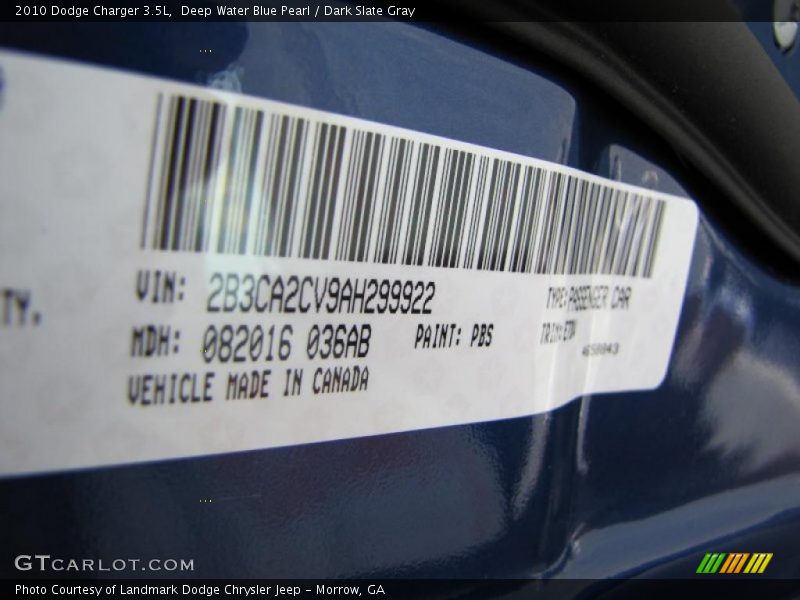 2010 Dodge Charger 3.5L, Deep Water Blue Pearl / Dark Slate Gray
TY.
VIN: 2B3CA2CV9AH299922
TYPE: PASSENGER CAR
MDH: 082016 036AB
PAINT: PBS
TRIM:
VEHICLE MADE IN CANADA
GTCARLOT.COM
Photo Courtesy of Landmark Dodge Chrysler Jeep - Morrow, GA